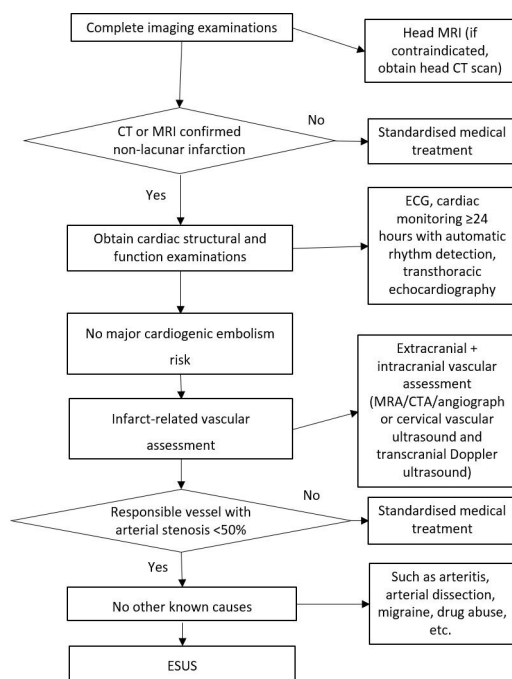 Complete imaging examinations
Head MRI (if
contraindicated,
obtain head CT scan)
CT or MRI confirmed
non-lacunar infarction
No
Standardised medical
treatment
Yes
Obtain cardiac structural and
function examinations
ECG, cardiac
monitoring ≥24
hours with automatic
rhythm detection,
transthoracic
echocardiography
No major cardiogenic embolism
risk
Infarct-related vascular
assessment
Extracranial +
intracranial vascular
assessment
(MRA/CTA/angiograph
or cervical vascular
ultrasound and
transcranial Doppler
ultrasound)
Responsible vessel with
arterial stenosis <50%
No
Standardised medical
treatment
Yes
No other known causes
Such as arteritis,
arterial dissection,
migraine, drug abuse,
etc.
ESUS